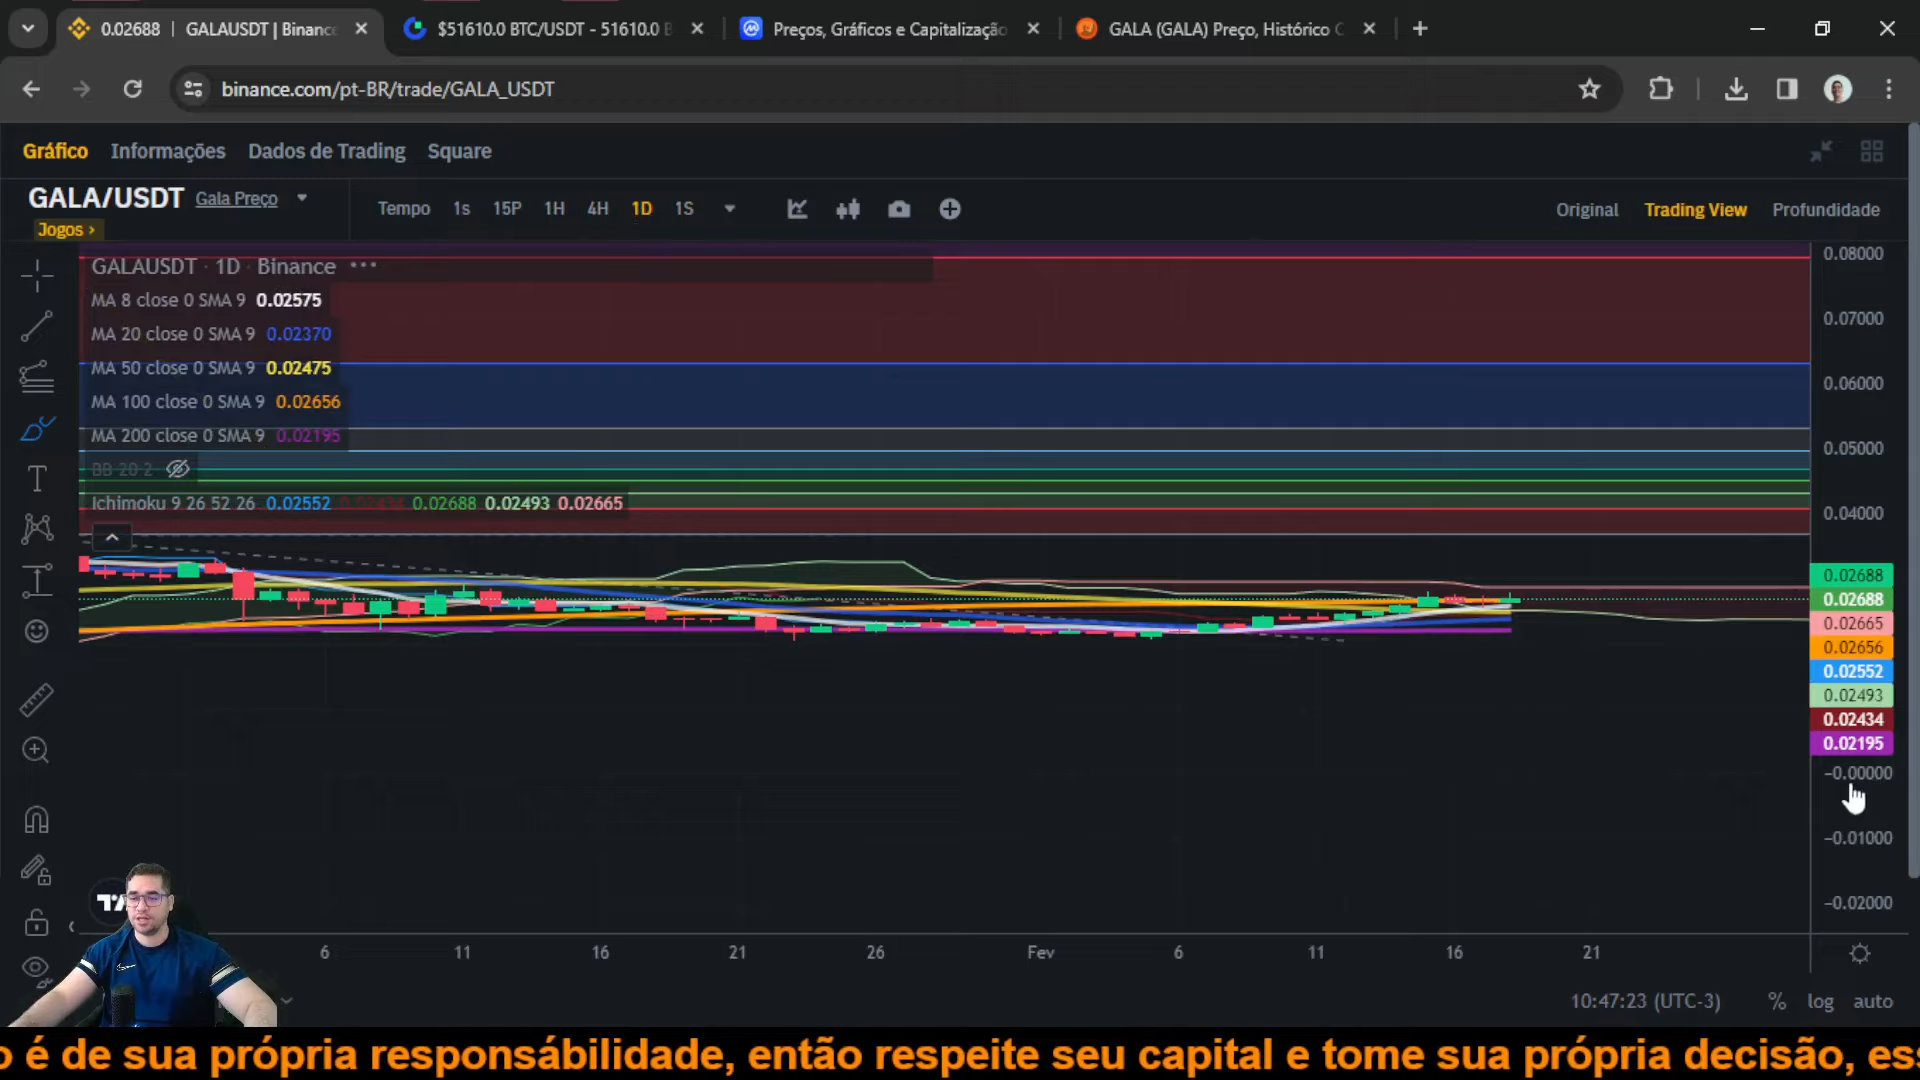 0.02688 | GALAUSDT | Binance
$51610.0 BTC/USDT - 51610.0 B
Preços, Gráficos e Capitalização
GALA (GALA) Preço, Histórico C
binance.com/pt-BR/trade/GALA_USDT
Gráfico Informações Dados de Trading Square
GALA/USDT Gala Preço
Jogos ›
Tempo 1s 15P 1H 4H 1D 1S
Original Trading View Profundidade
GALAUSDT · 1D · Binance ···
MA 8 close 0 SMA 9 0.02575
MA 20 close 0 SMA 9 0.02370
MA 50 close 0 SMA 9 0.02475
MA 100 close 0 SMA 9 0.02656
MA 200 close 0 SMA 9 0.02195
BB 20 2
Ichimoku 9 26 52 26 0.02552 0.02434 0.02688 0.02493 0.02665
0.08000
0.07000
0.06000
0.05000
0.04000
0.02688
0.02688
0.02665
0.02656
0.02552
0.02493
0.02434
0.02195
−0.00000
−0.01000
−0.02000
6 11 16 21 26 Fev 6 11 16 21
10:47:23 (UTC-3) % log auto
o é de sua própria responsábilidade, então respeite seu capital e tome sua própria decisão, ess